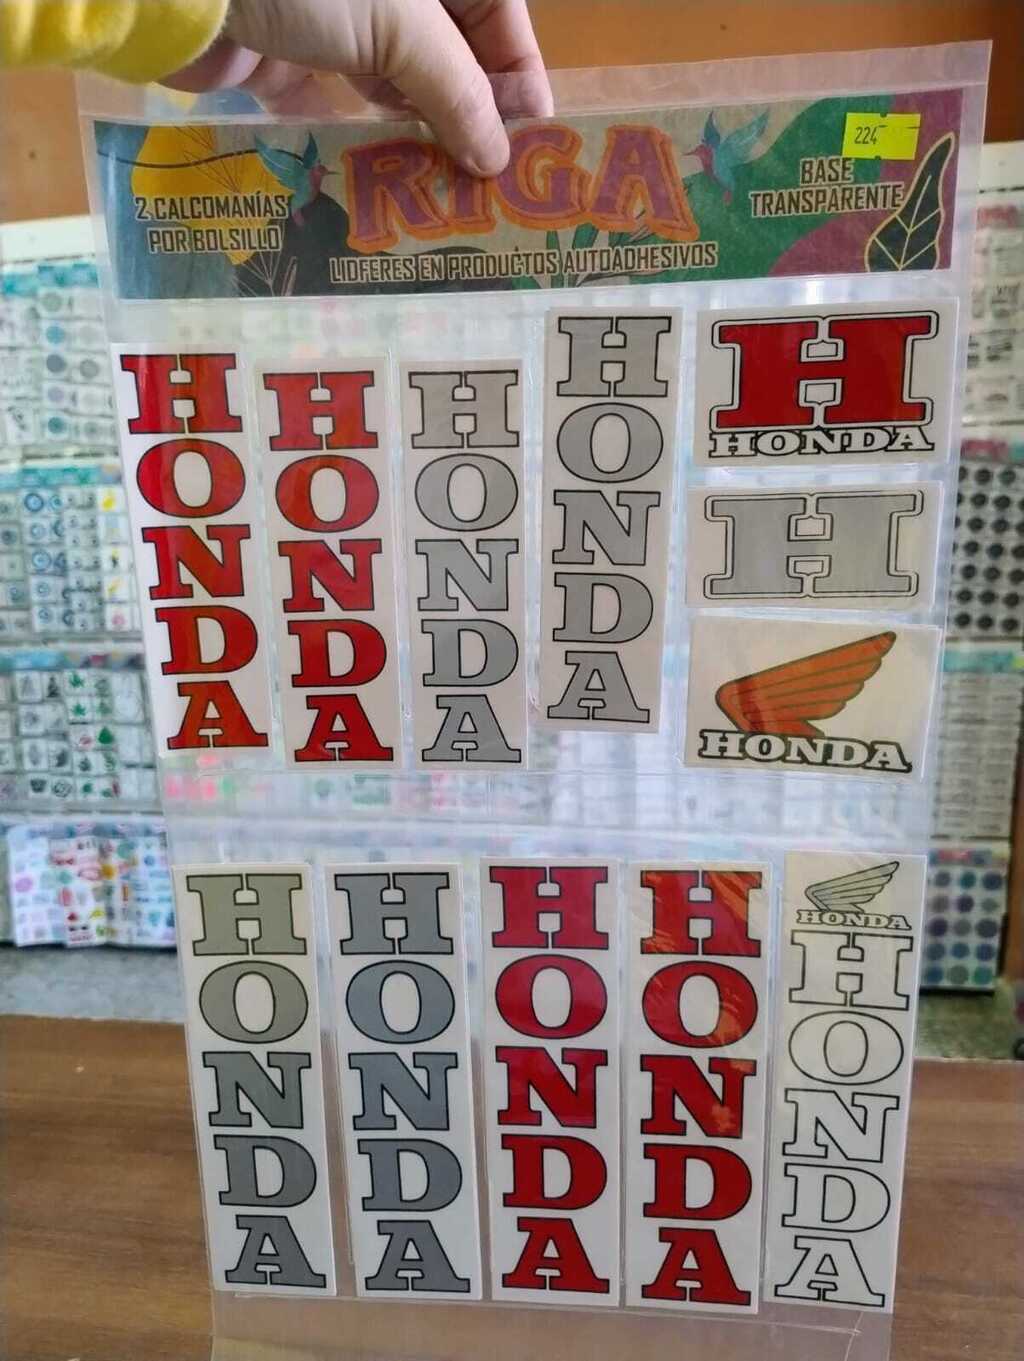 RIGA
224
2 CALCOMANÍAS
POR BOLSILLO
BASE
TRANSPARENTE
LIDFERES EN PRODUCTOS AUTOADHESIVOS
HONDA
HONDA
HONDA
HONDA
H
HONDA
H
HONDA
HONDA
HONDA
HONDA
HONDA
HONDA
HONDA